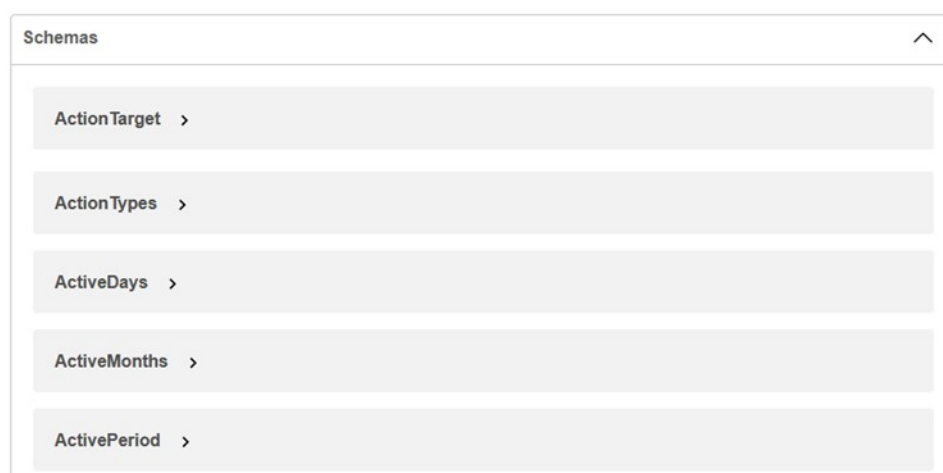 Schemas
ActionTarget
ActionTypes
ActiveDays
ActiveMonths
ActivePeriod